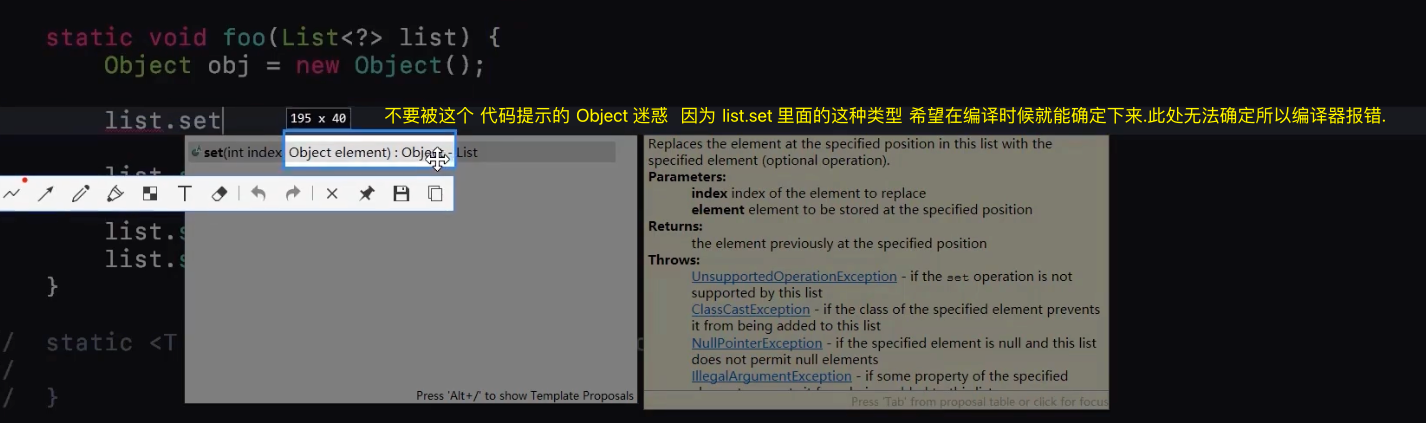 static void foo(List<?> list) {
Object obj = new Object();
list.set
195 x 40
不要被这个 代码提示的 Object 迷惑 因为 list.set 里面的这种类型 希望在编译时候就能确定下来.此处无法确定所以编译器报错.
set(int index Object element) : Object - List
Replaces the element at the specified position in this list with the
specified element (optional operation).
Parameters:
index index of the element to replace
element element to be stored at the specified position
Returns:
the element previously at the specified position
Throws:
UnsupportedOperationException - if the set operation is not
supported by this list
ClassCastException - if the class of the specified element prevents
it from being added to this list
NullPointerException - if the specified element is null and this list
does not permit null elements
IllegalArgumentException - if some property of the specified
Press 'Tab' from proposal table or click for focus
list.s
list.s
}
/ static <T
/
/ }
Press 'Alt+/' to show Template Proposals